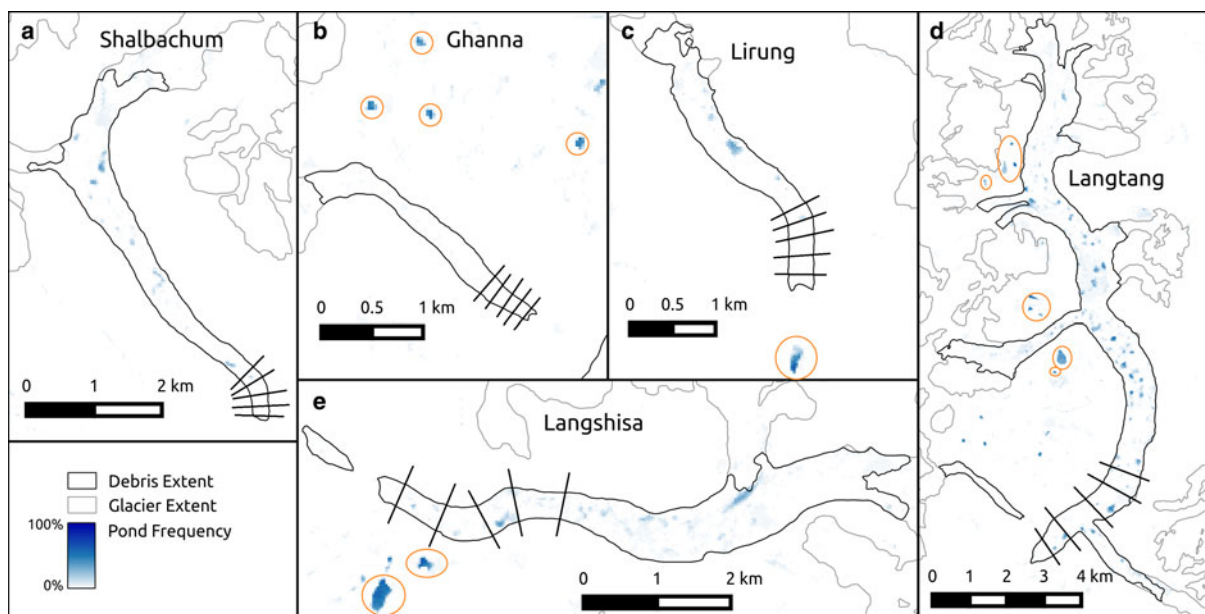 a
Shalbachum
0 1 2 km
b
Ghanna
0 0.5 1 km
c
Lirung
0 0.5 1 km
d
Langtang
0 1 2 3 4 km
e
Langshisa
0 1 2 km
Debris Extent
Glacier Extent
100% Pond Frequency
0%